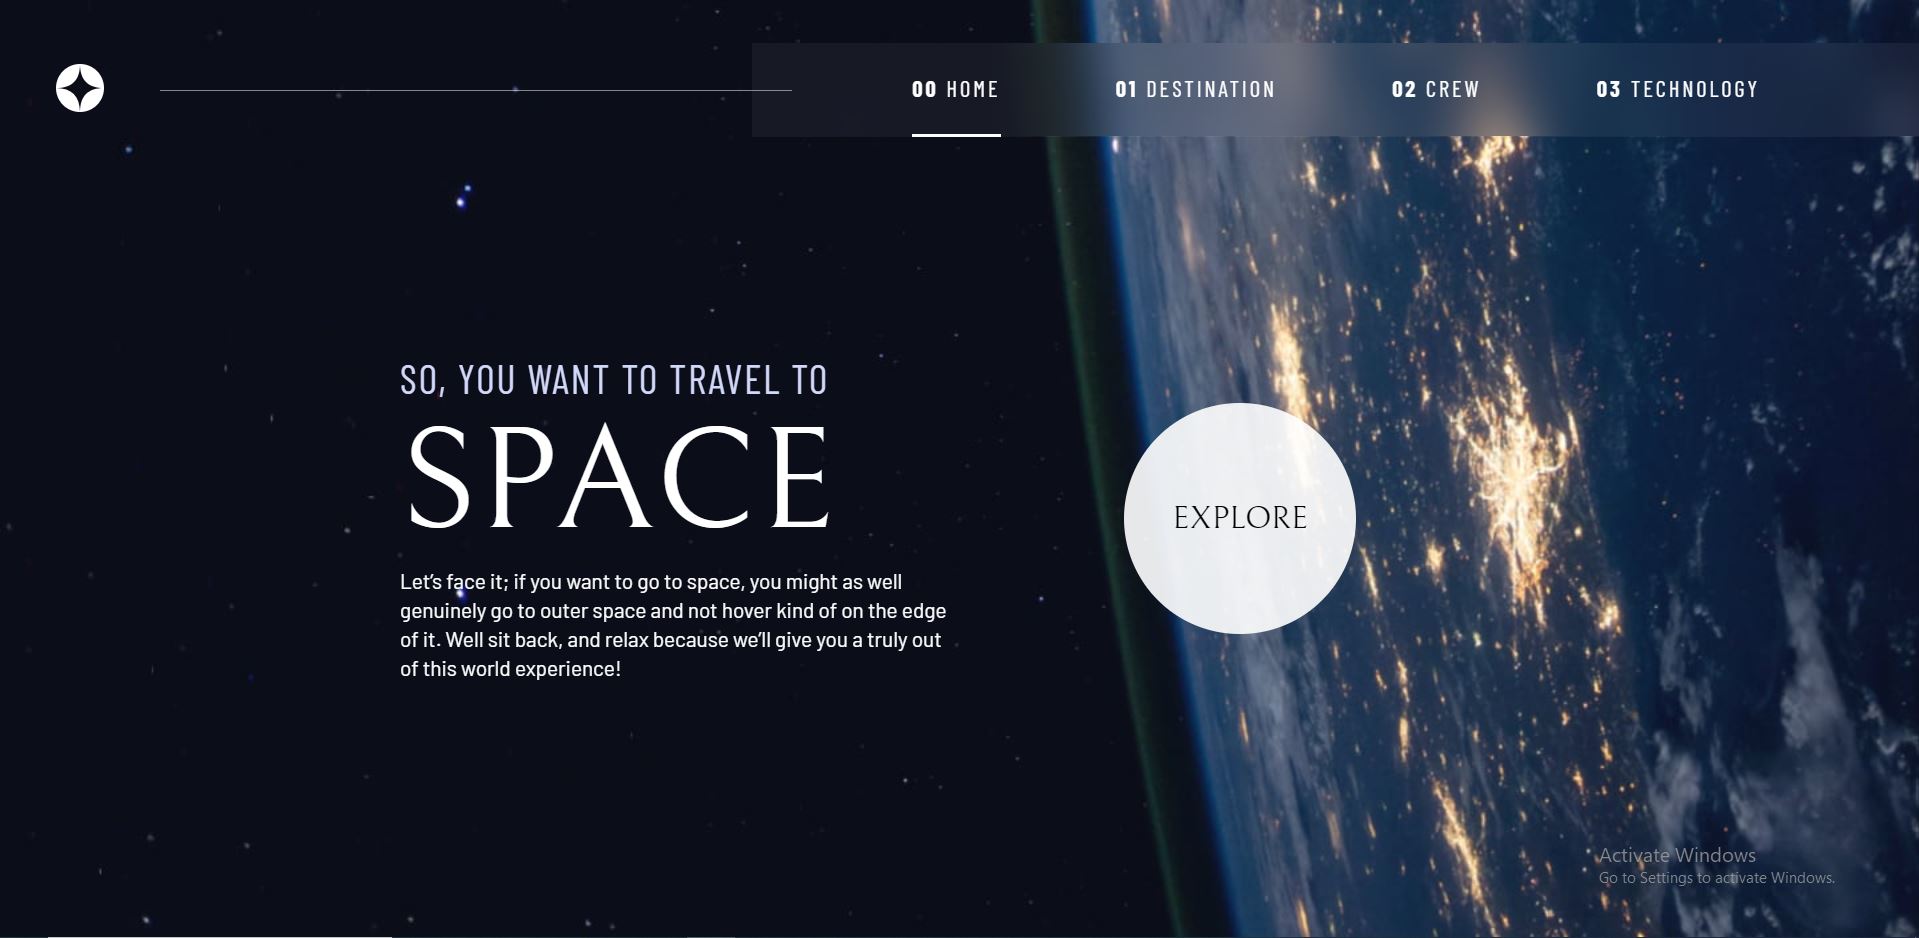 00 HOME 01 DESTINATION 02 CREW 03 TECHNOLOGY
SO, YOU WANT TO TRAVEL TO
SPACE
Let’s face it; if you want to go to space, you might as well
genuinely go to outer space and not hover kind of on the edge
of it. Well sit back, and relax because we’ll give you a truly out
of this world experience!
EXPLORE
Activate Windows
Go to Settings to activate Windows.